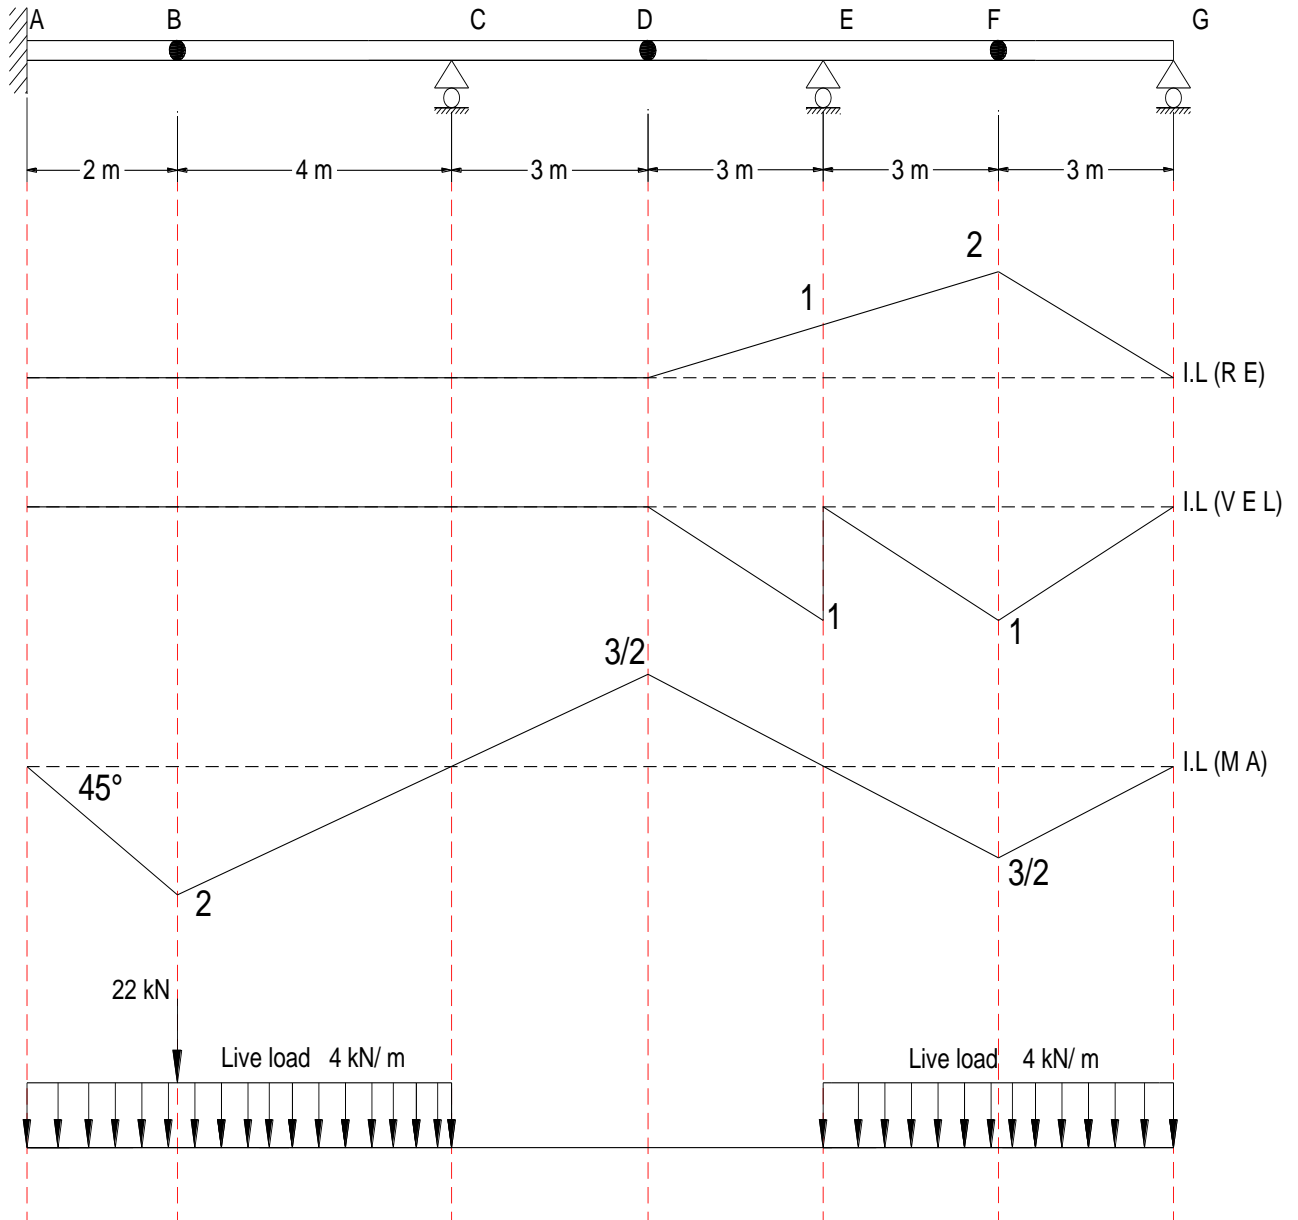 A B C D E F G
2 m 4 m 3 m 3 m 3 m 3 m
2
1
I.L (R E)
I.L (V E L)
1 1
3/2
I.L (M A)
45°
3/2
2
22 kN
Live load 4 kN/ m Live load 4 kN/ m